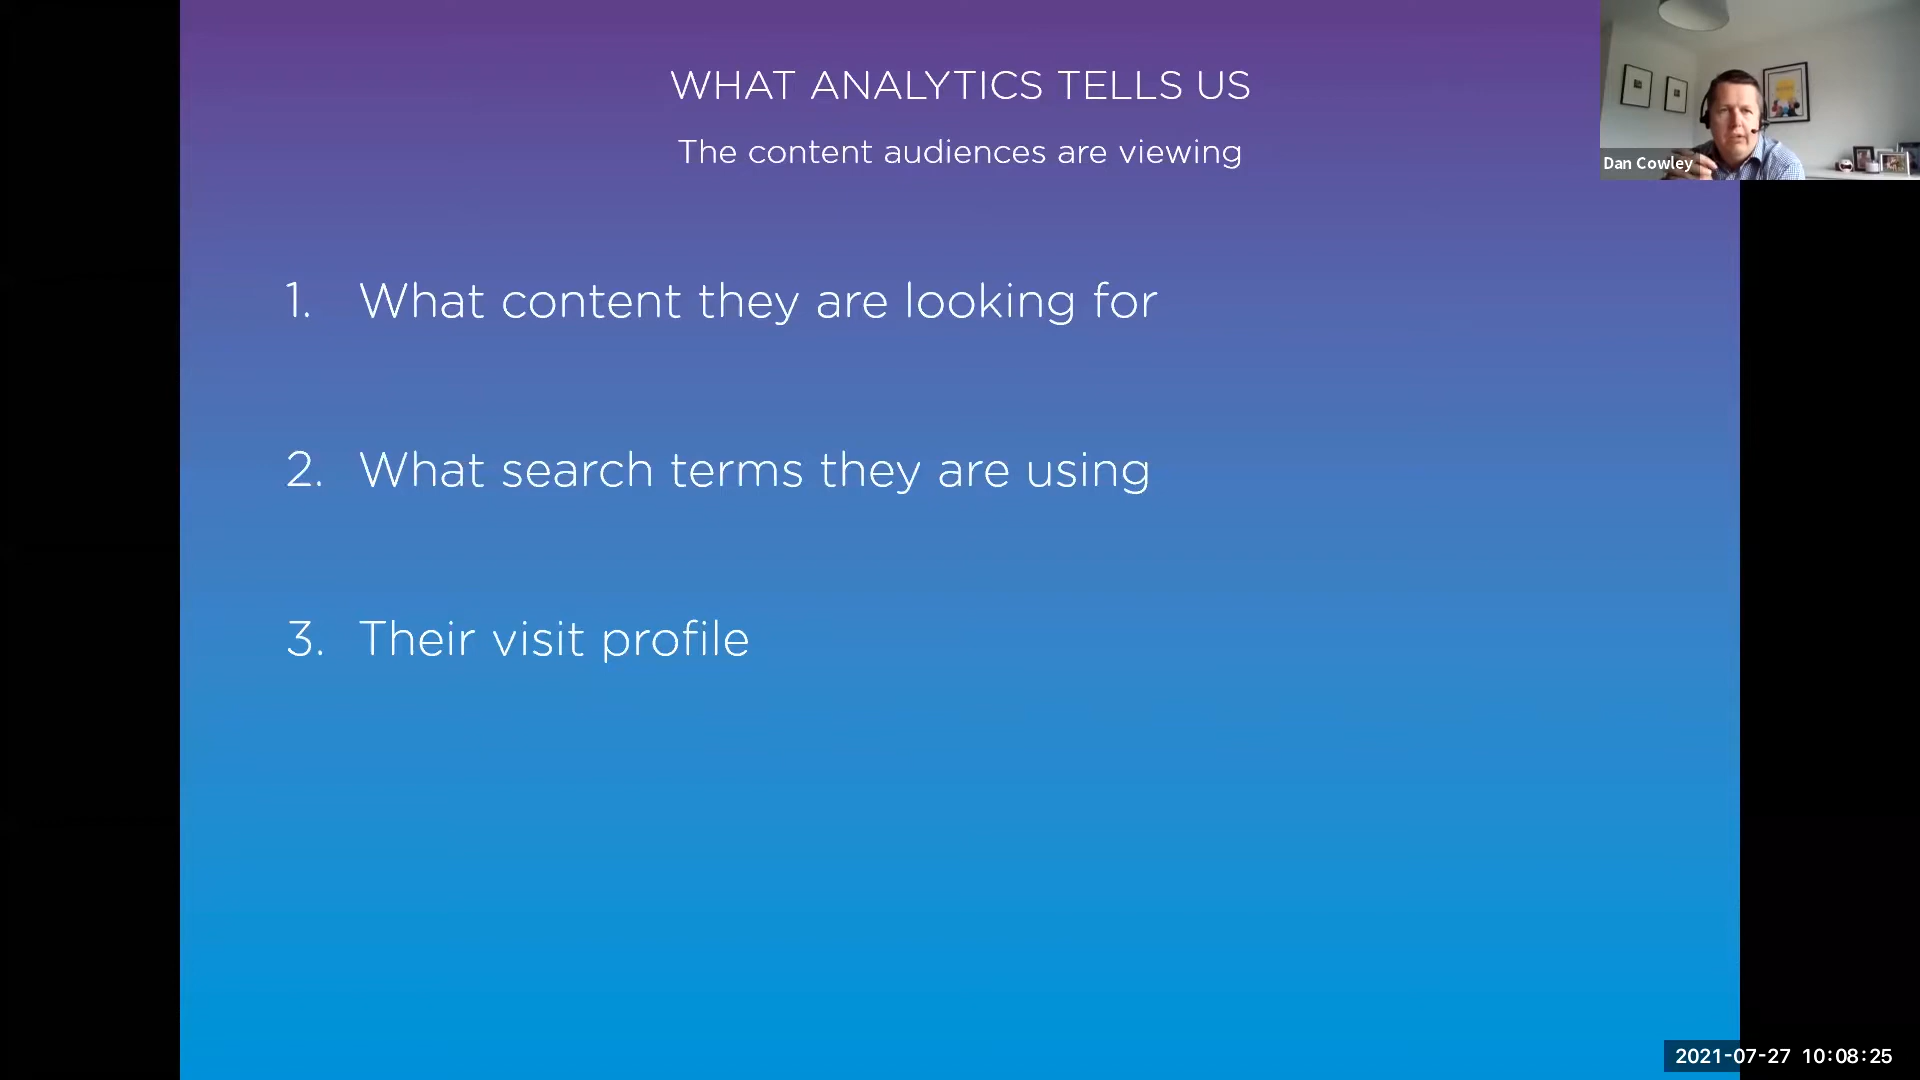 WHAT ANALYTICS TELLS US
The content audiences are viewing
Dan Cowley
1. What content they are looking for
2. What search terms they are using
3. Their visit profile
2021-07-27 10:08:25